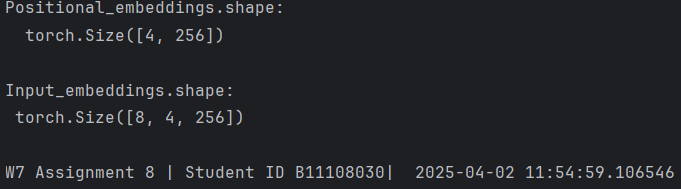 Positional_embeddings.shape:
  torch.Size([4, 256])

Input_embeddings.shape:
 torch.Size([8, 4, 256])

W7 Assignment 8 | Student ID B11108030|  2025-04-02 11:54:59.106546